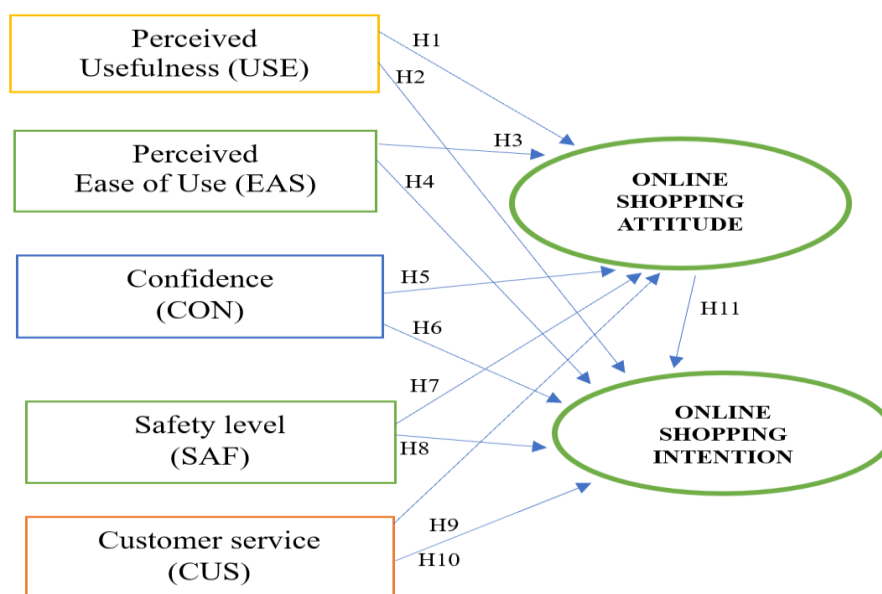 Perceived
Usefulness (USE)
H1
H2
Perceived
Ease of Use (EAS)
H3
H4
ONLINE
SHOPPING
ATTITUDE
Confidence
(CON)
H5
H6
H11
Safety level
(SAF)
H7
H8
ONLINE
SHOPPING
INTENTION
Customer service
(CUS)
H9
H10